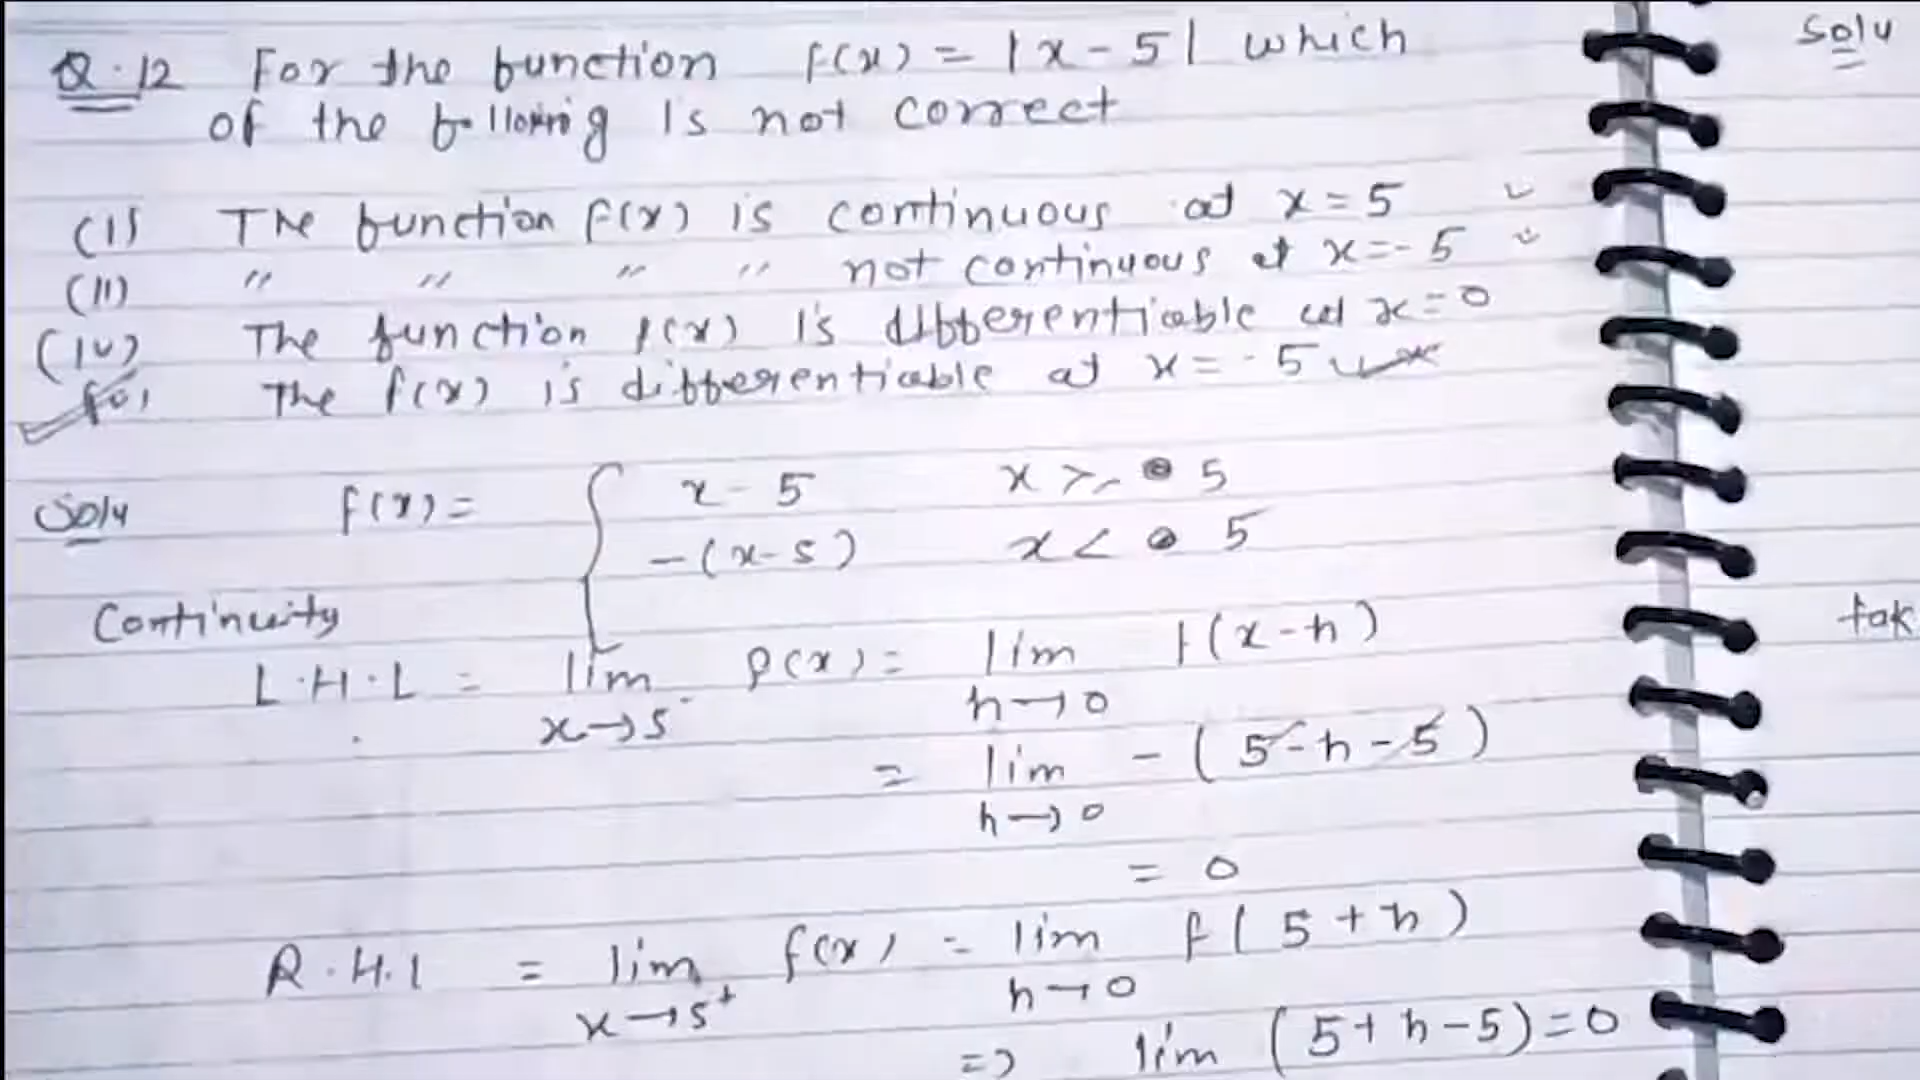 Q.12 For the function f(x) = |x-5| which
of the following is not correct
(i) The function f(x) is continuous at x = 5
(ii) " " " " not continuous at x = -5
(iv) The function f(x) is differentiable at x = 0
The f(x) is differentiable at x = -5
Soln f(x) = { x-5 x ≥ 5
-(x-5) x < 5
Continuity
L.H.L = lim f(x) = lim f(x-h)
x→5⁻ h→0
= lim -(5-h-5)
h→0
= 0
R.H.L = lim f(x) = lim f(5+h)
x→5⁺ h→0
=> lim (5+h-5)=0
Soln
tak